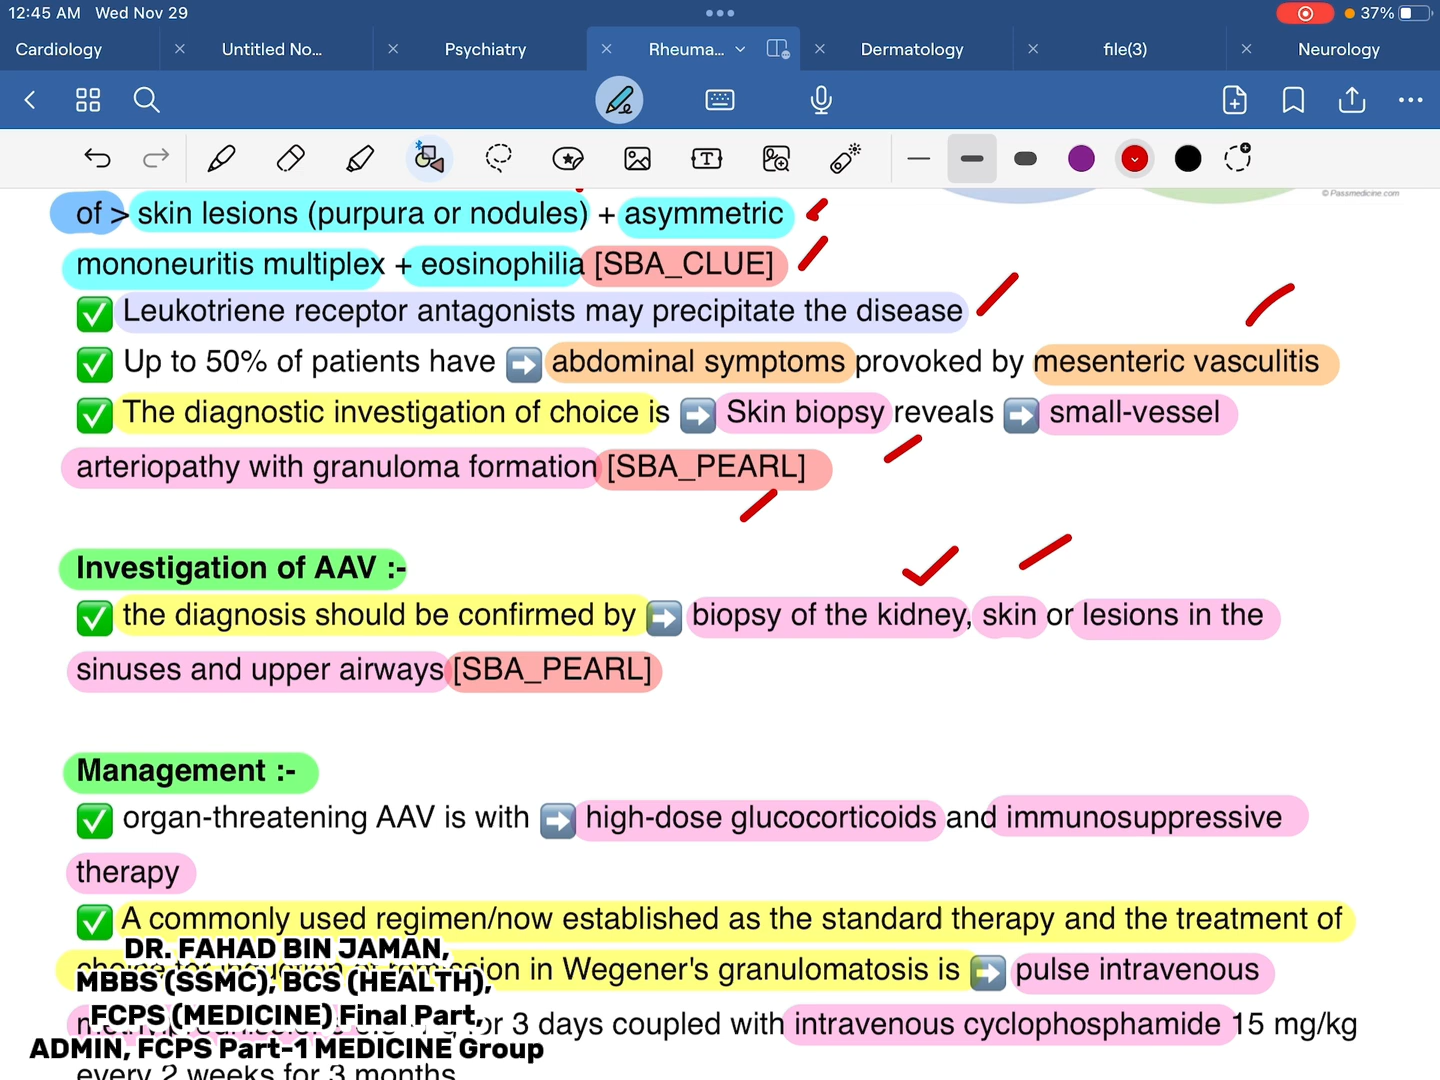 12:45 AM Wed Nov 29
37%
Cardiology
Untitled No...
Psychiatry
Rheuma...
Dermatology
file(3)
Neurology
© Passmedicine.com
of > skin lesions (purpura or nodules) + asymmetric
mononeuritis multiplex + eosinophilia [SBA_CLUE]
✅ Leukotriene receptor antagonists may precipitate the disease
✅ Up to 50% of patients have ➡️ abdominal symptoms provoked by mesenteric vasculitis
✅ The diagnostic investigation of choice is ➡️ Skin biopsy reveals ➡️ small-vessel
arteriopathy with granuloma formation [SBA_PEARL]
Investigation of AAV :-
✅ the diagnosis should be confirmed by ➡️ biopsy of the kidney, skin or lesions in the
sinuses and upper airways [SBA_PEARL]
Management :-
✅ organ-threatening AAV is with ➡️ high-dose glucocorticoids and immunosuppressive
therapy
✅ A commonly used regimen/now established as the standard therapy and the treatment of
in Wegener's granulomatosis is ➡️ pulse intravenous
3 days coupled with intravenous cyclophosphamide 15 mg/kg
every 2 weeks for 3 months
DR. FAHAD BIN JAMAN,
MBBS (SSMC), BCS (HEALTH),
FCPS (MEDICINE) Final Part,
ADMIN, FCPS Part-1 MEDICINE Group